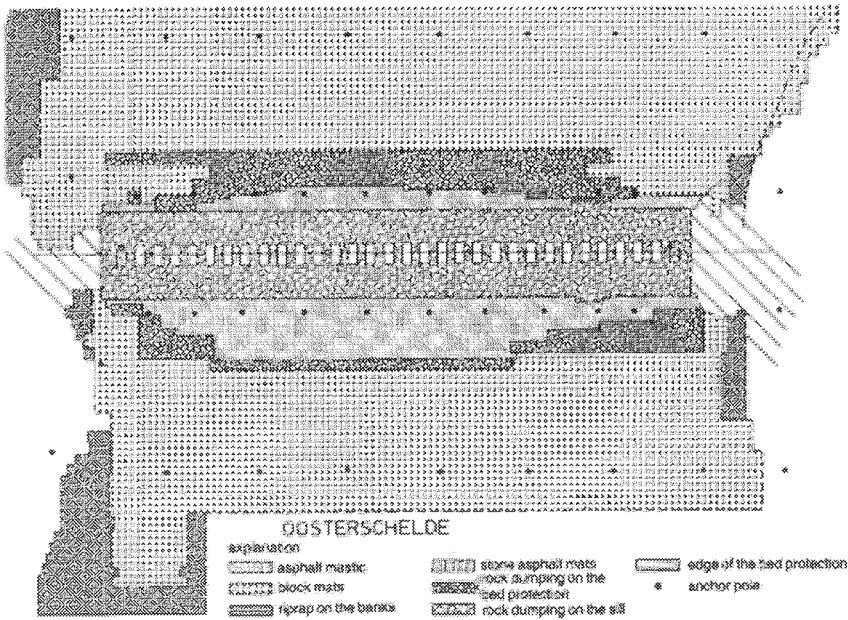 OOSTERSCHELDE
explanation
asphalt mastic
block mats
riprap on the banks
stone asphalt mats
rock dumping on the
bed protection
rock dumping on the sill
edge of the bed protection
anchor pole